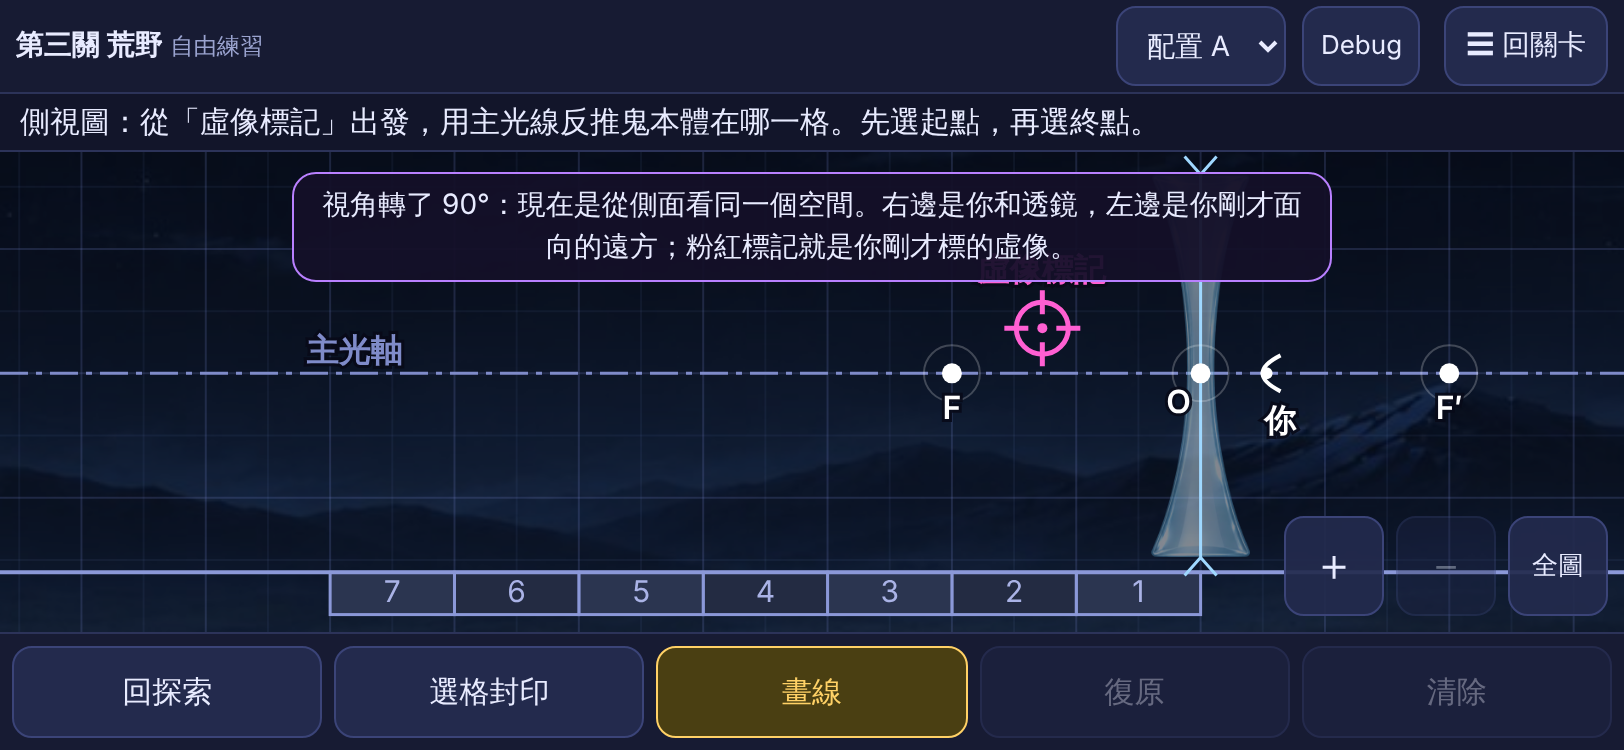 第三關 荒野 自由練習
配置 A
Debug
☰ 回關卡
側視圖：從「虛像標記」出發，用主光線反推鬼本體在哪一格。先選起點，再選終點。
視角轉了 90°：現在是從側面看同一個空間。右邊是你和透鏡，左邊是你剛才面
向的遠方；粉紅標記就是你剛才標的虛像。
虛像標記
主光軸
F
O
你
F′
＋
－
全圖
7 6 5 4 3 2 1
回探索
選格封印
畫線
復原
清除